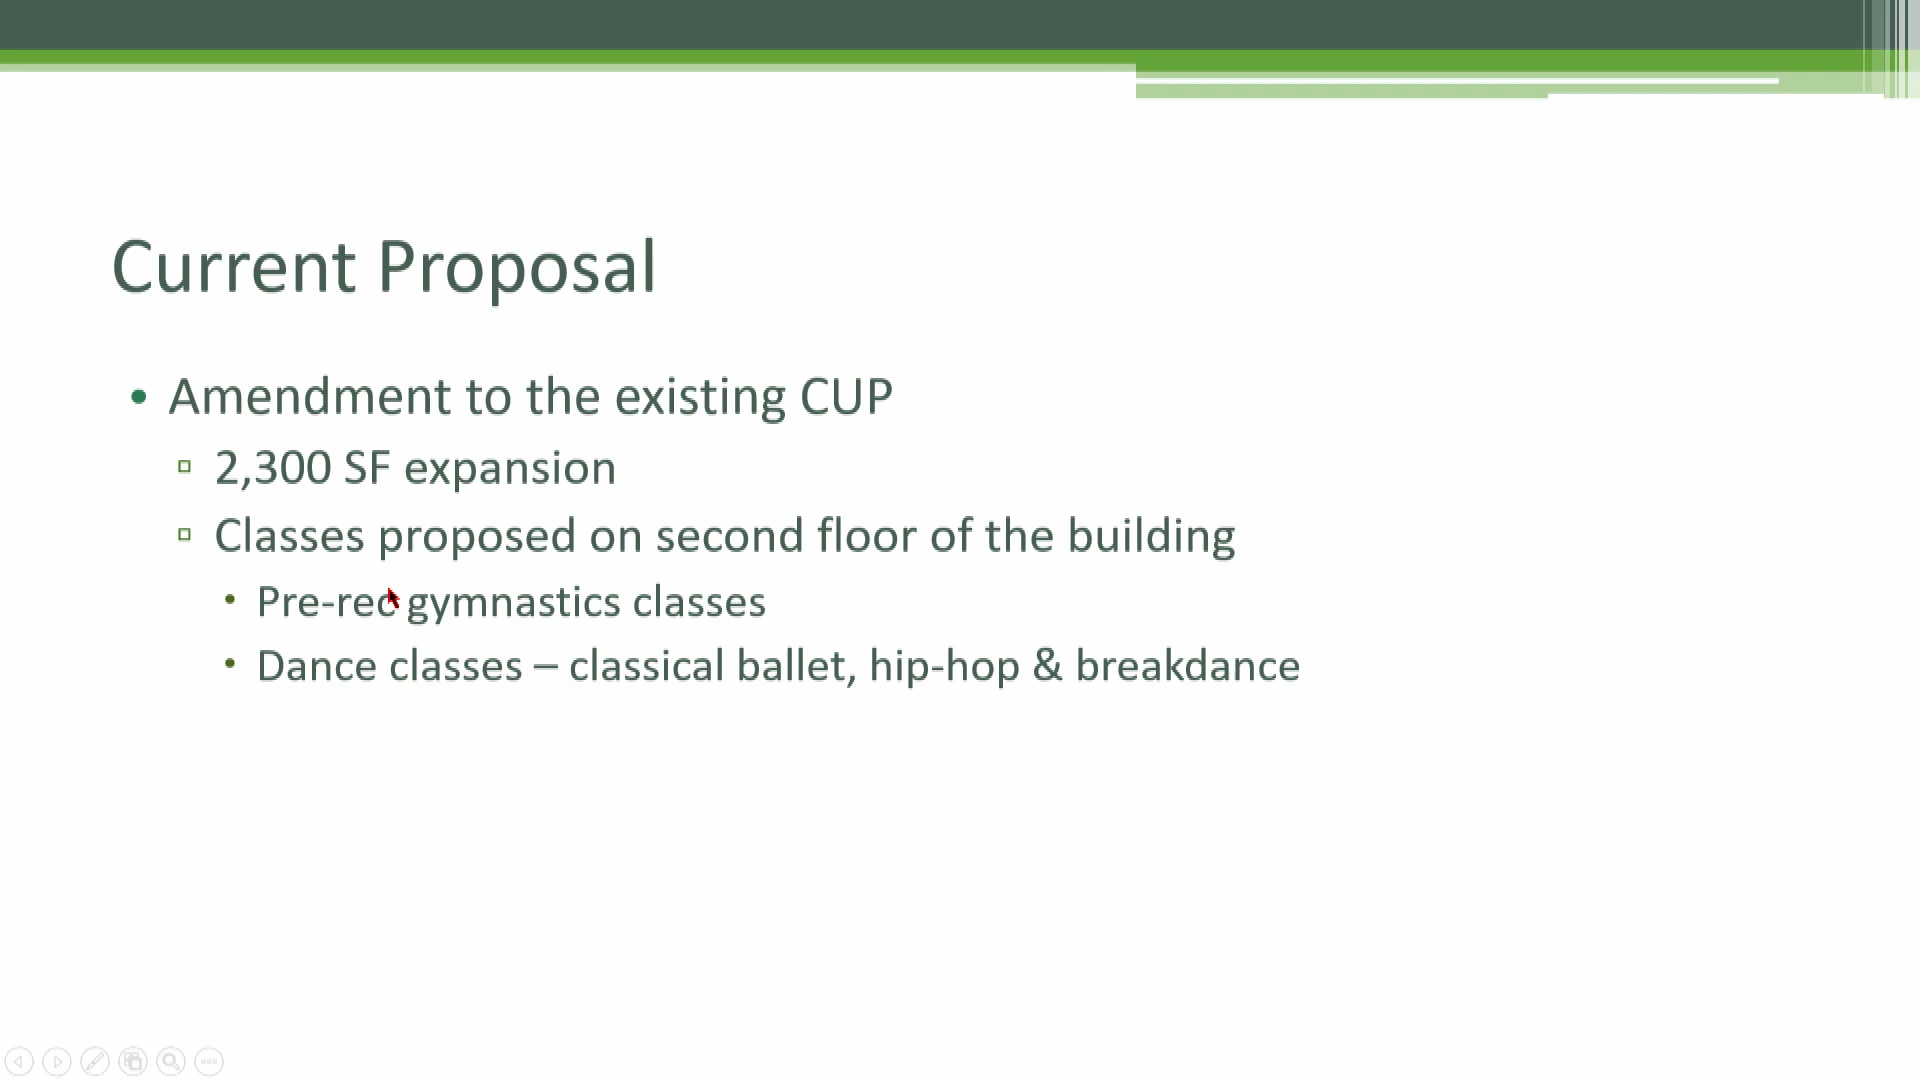 Current Proposal
• Amendment to the existing CUP
▫ 2,300 SF expansion
▫ Classes proposed on second floor of the building
• Pre-rec gymnastics classes
• Dance classes – classical ballet, hip-hop & breakdance